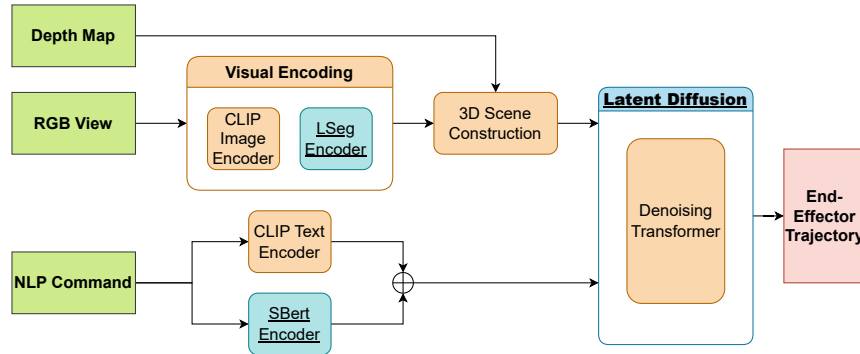 Depth Map
Visual Encoding
RGB View
CLIP
Image
Encoder
LSeg
Encoder
3D Scene
Construction
Latent Diffusion
Denoising
Transformer
End-
Effector
Trajectory
NLP Command
CLIP Text
Encoder
SBert
Encoder